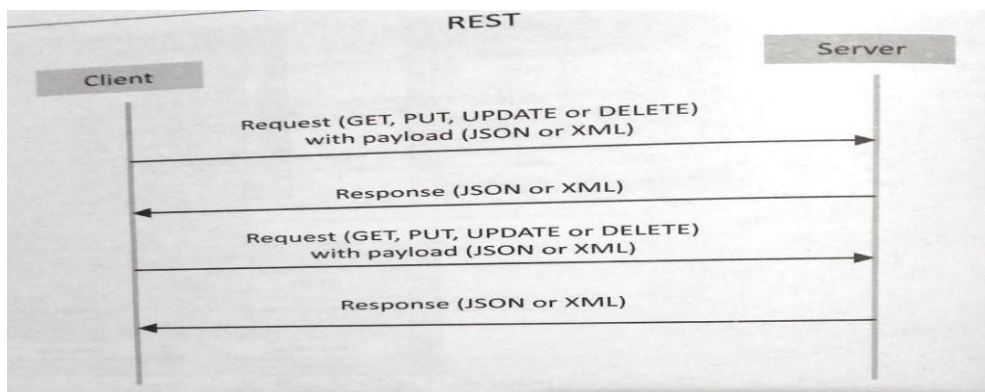 REST
Client
Server
Request (GET, PUT, UPDATE or DELETE)
with payload (JSON or XML)
Response (JSON or XML)
Request (GET, PUT, UPDATE or DELETE)
with payload (JSON or XML)
Response (JSON or XML)